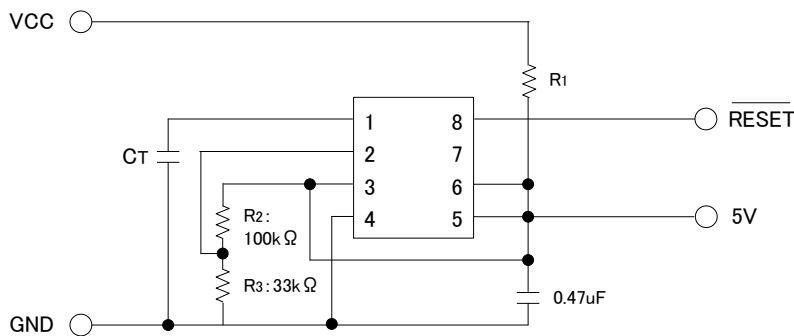 VCC
R1
1 8 RESET
CT
2 7
3 6
R2:
100kΩ
4 5 5V
R3:33kΩ
0.47uF
GND